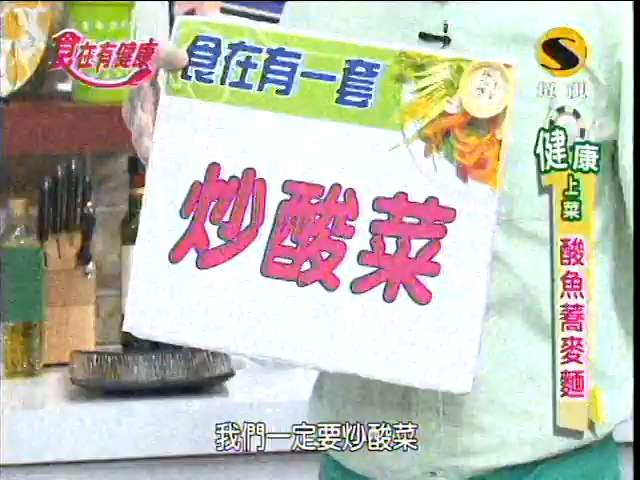 食在有健康
食在有一套
炒酸菜
健康
上菜
酸魚蕎麥麵
我們一定要炒酸菜